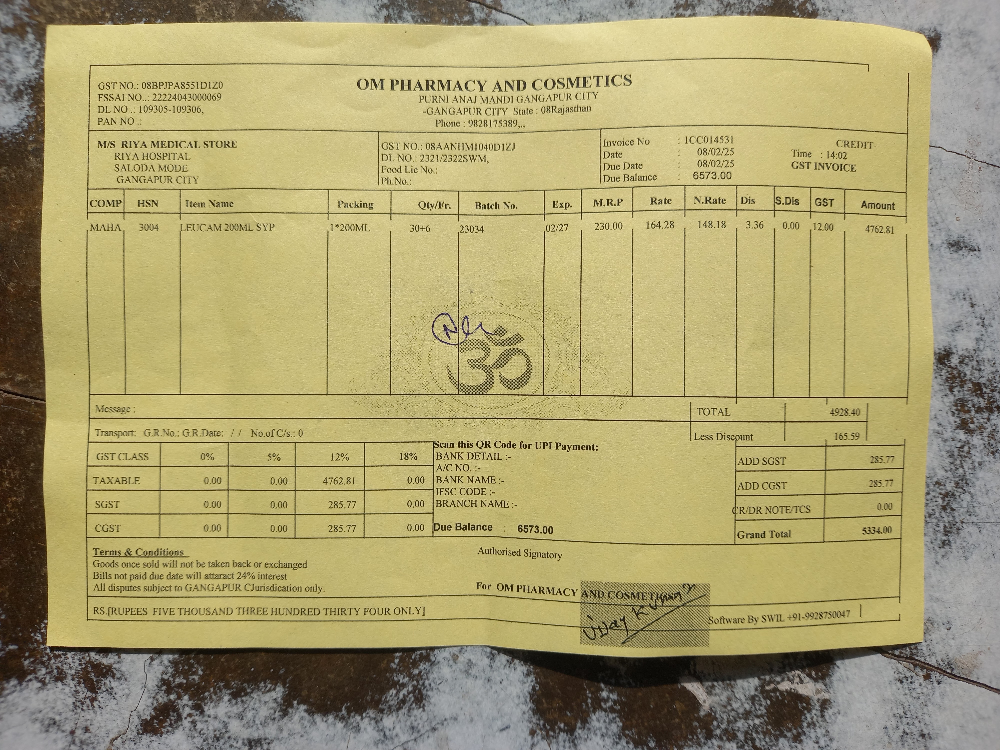 GST NO.: 08BPJPA8551D1Z0
FSSAI NO..: 22224043000069
DL NO ..: 109305-109306,
PAN NO .:
OM PHARMACY AND COSMETICS
PURNI ANAJ MANDI GANGAPUR CITY
-GANGAPUR CITY State : 08Rajasthan
Phone : 9828175389,,,
M/S RIYA MEDICAL STORE
RIYA HOSPITAL
SALODA MODE
GANGAPUR CITY
GST NO.: 08AANHM1040D1ZJ
DL NO.: 2321/2322SWM,
Food Lic No.:
Ph.No.:
Invoice No : 1CC014531
Date : 08/02/25
Due Date : 08/02/25
Due Balance : 6573.00
CREDIT
Time : 14:02
GST INVOICE
COMP HSN Item Name Packing Qty/Fr. Batch No. Exp. M.R.P Rate N.Rate Dis S.Dis GST Amount
MAHA 3004 LEUCAM 200ML SYP 1*200ML 30+6 23034 02/27 230.00 164.28 148.18 3.36 0.00 12.00 4762.81
ॐ
Message :
TOTAL 4928.40
Transport: G.R.No.: G.R.Date: / / No.of C/s.: 0
Less Discount 165.59
GST CLASS 0% 5% 12% 18%
TAXABLE 0.00 0.00 4762.81 0.00
SGST 0.00 0.00 285.77 0.00
CGST 0.00 0.00 285.77 0.00
Scan this QR Code for UPI Payment:
BANK DETAIL :-
A/C NO. :-
BANK NAME :-
IFSC CODE :-
BRANCH NAME :-
Due Balance : 6573.00
ADD SGST 285.77
ADD CGST 285.77
CR/DR NOTE/TCS 0.00
Grand Total 5334.00
Terms & Conditions
Goods once sold will not be taken back or exchanged
Bills not paid due date will attaract 24% interest
All disputes subject to GANGAPUR CJurisdication only.
Authorised Signatory
For OM PHARMACY AND COSMETICS
Vijay Kumar
RS.[RUPEES FIVE THOUSAND THREE HUNDRED THIRTY FOUR ONLY]
Software By SWIL +91-9928750047